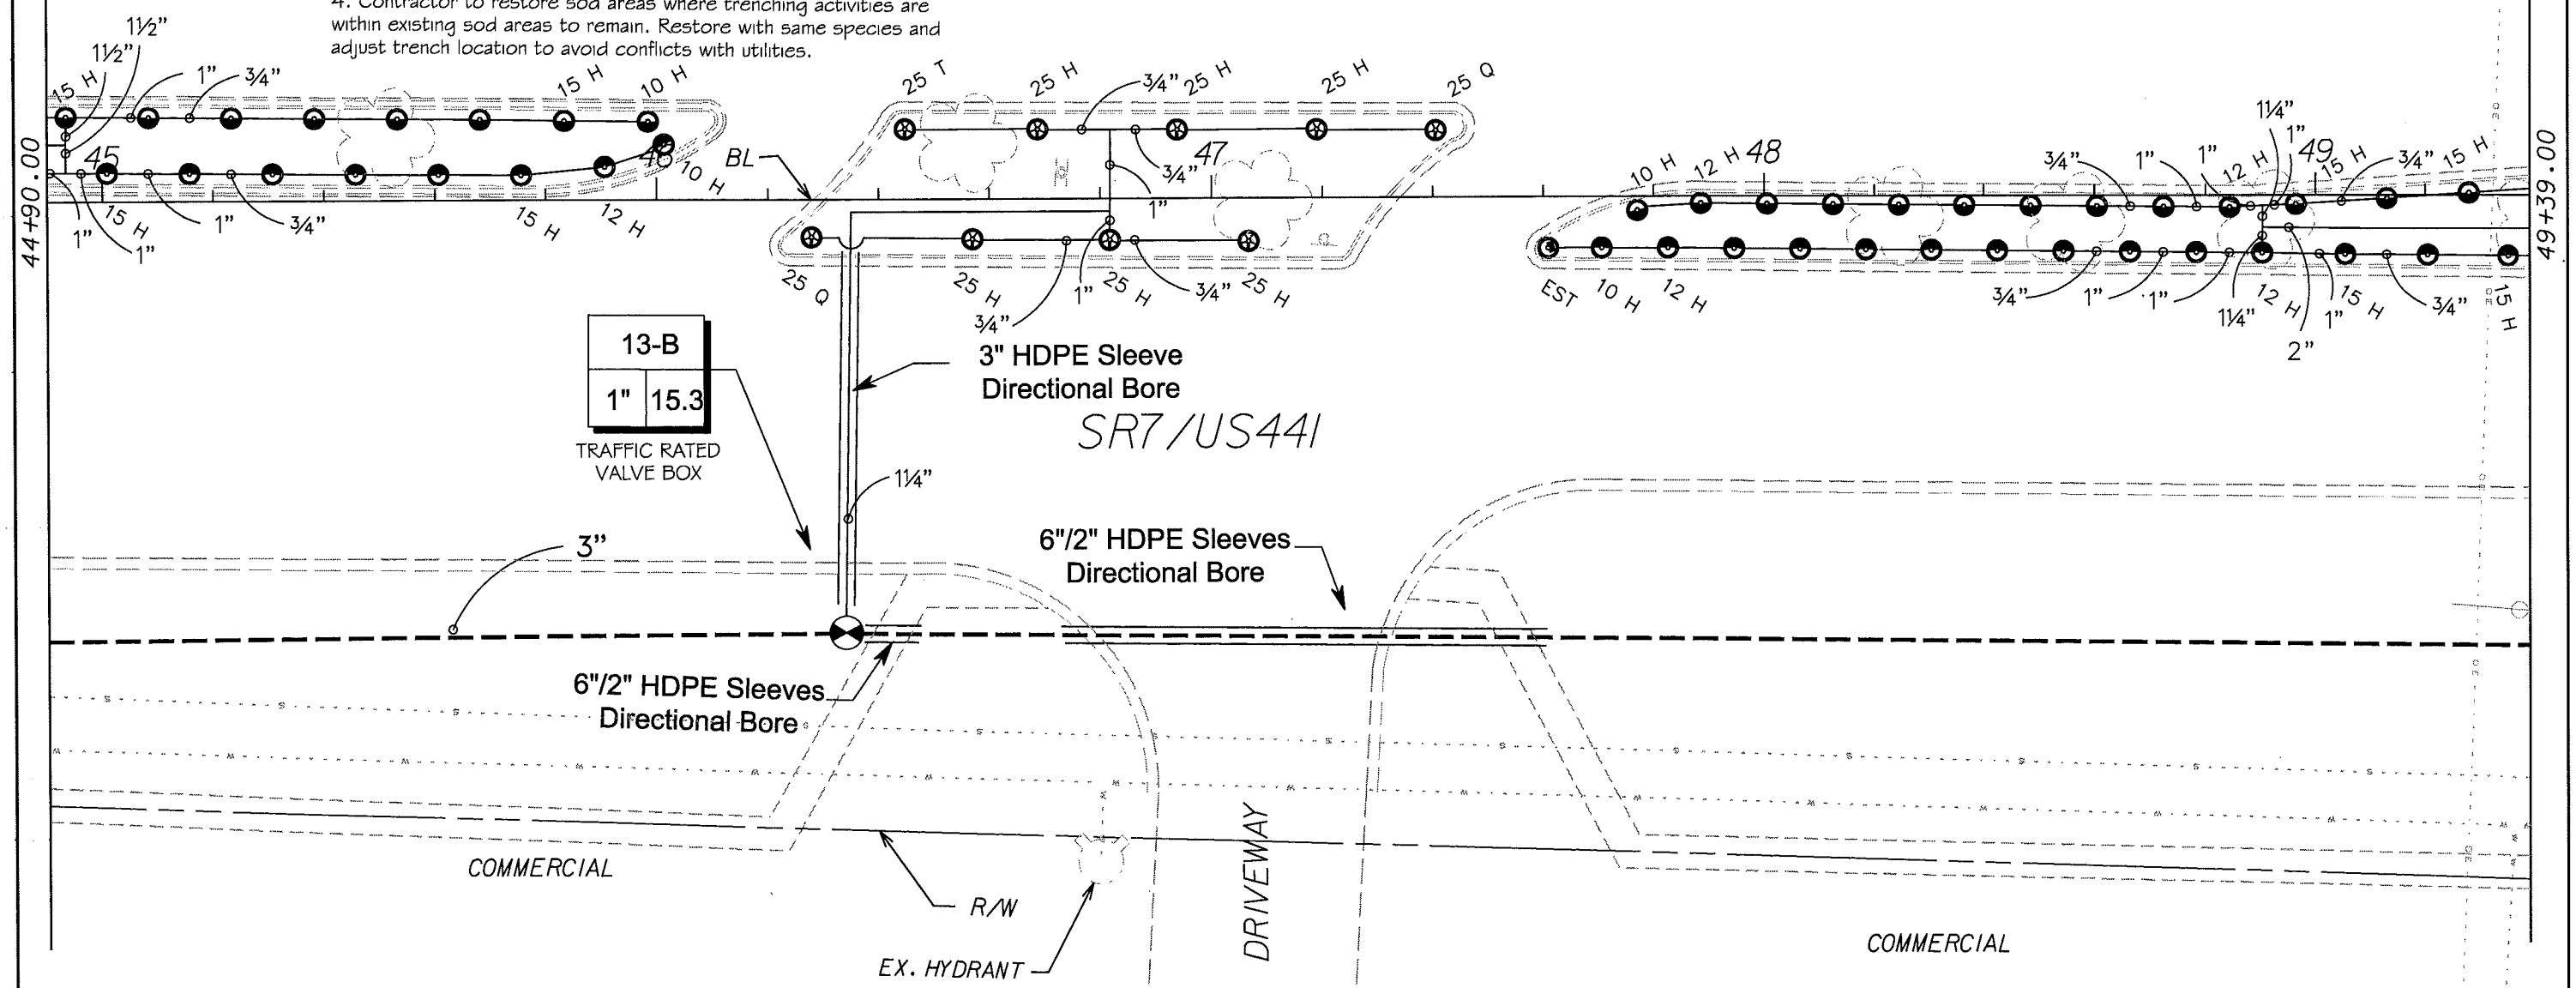 4. Contractor to restore sod areas where trenching activities are
within existing sod areas to remain. Restore with same species and
adjust trench location to avoid conflicts with utilities.
1½"
1½"
15 H
1"
3/4"
15 H
10 H
25 T
25 H
3/4"
25 H
25 H
25 Q
44+90.00
45
46
10 H
BL
47
3/4"
1"
10 H
12 H
48
3/4"
1"
1"
12 H
1¼"
1"
49
15 H
3/4"
15 H
49+39.00
1"
15 H
1"
1"
3/4"
15 H
12 H
25 Q
25 H
3/4"
1"
25 H
3/4"
25 H
EST
10 H
12 H
3/4"
1"
1"
1¼"
12 H
2"
1"
15 H
3/4"
15 H
13-B
1"
15.3
TRAFFIC RATED
VALVE BOX
3" HDPE Sleeve
Directional Bore
SR7/US441
1¼"
3"
6"/2" HDPE Sleeves
Directional Bore
6"/2" HDPE Sleeves
Directional Bore
COMMERCIAL
R/W
EX. HYDRANT
DRIVEWAY
COMMERCIAL